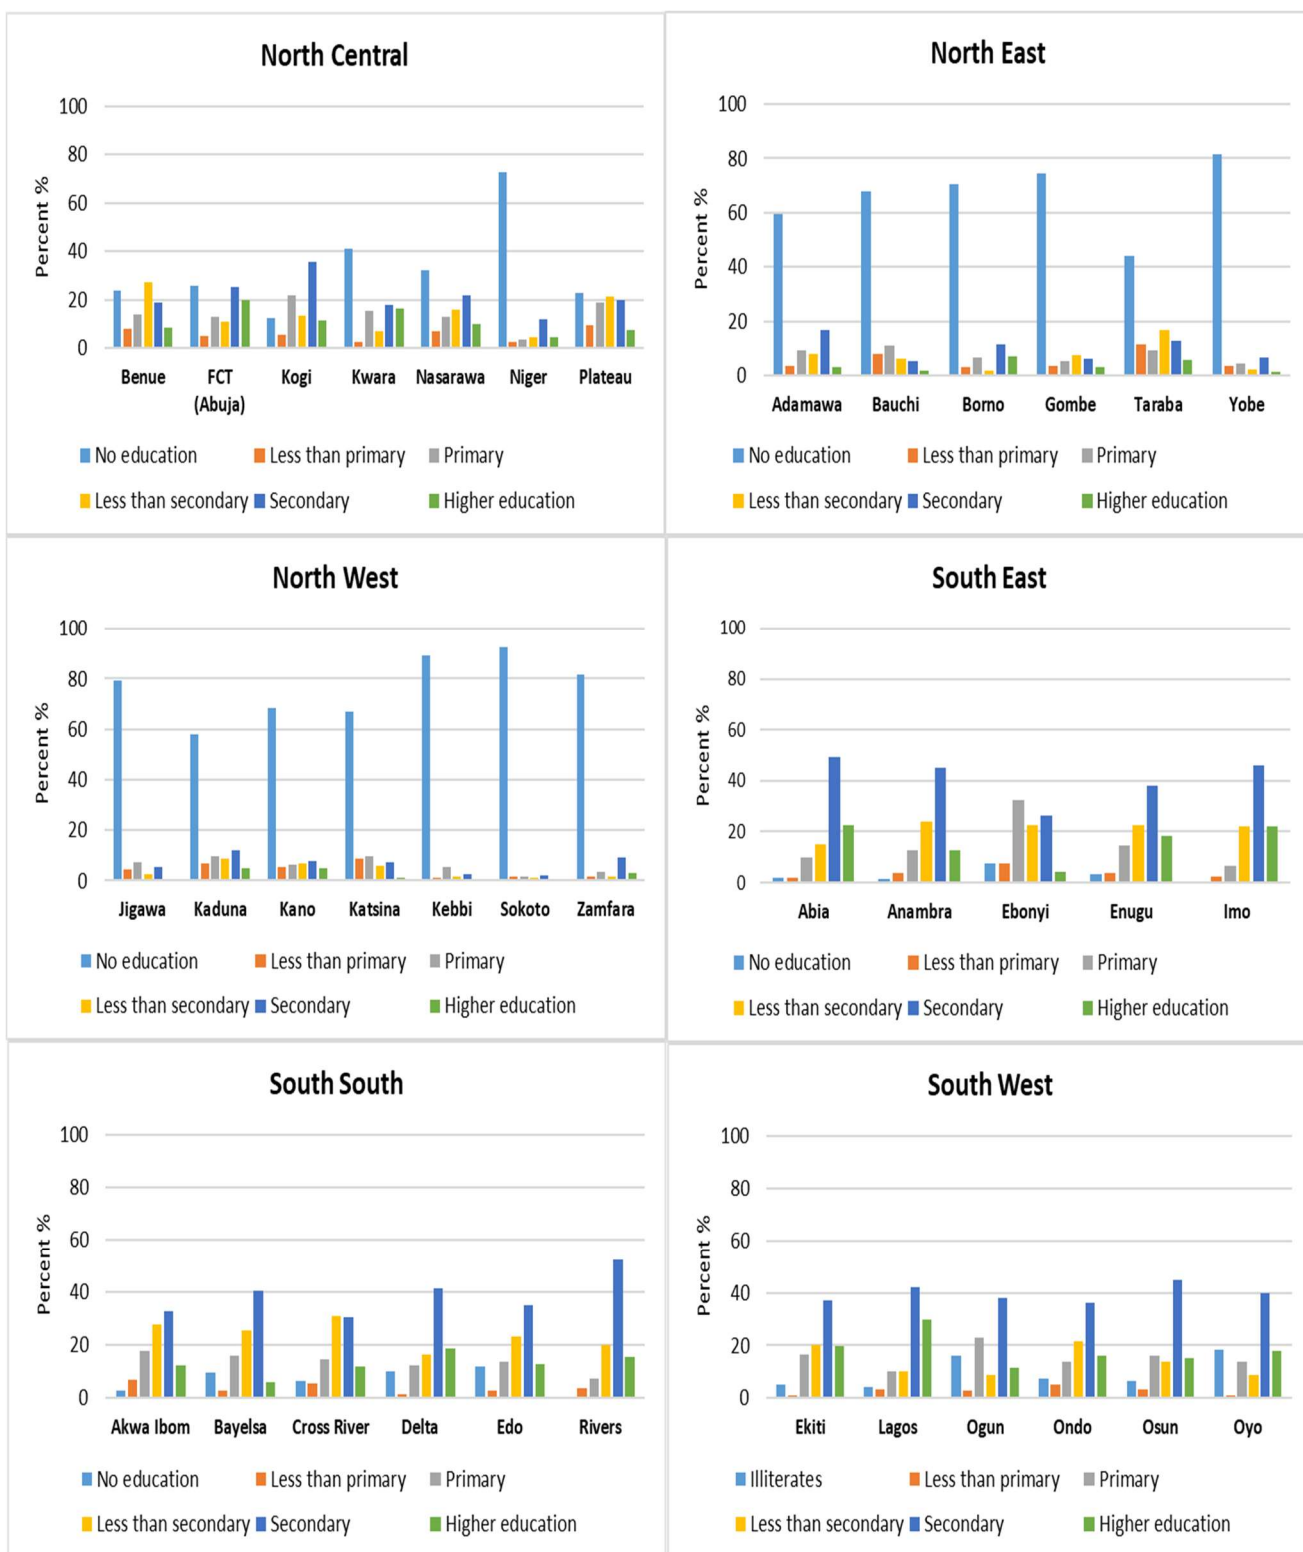 North Central
100
80
60
40
20
0
Percent %
Benue FCT (Abuja) Kogi Kwara Nasarawa Niger Plateau
No education Less than primary Primary
Less than secondary Secondary Higher education
North East
100
80
60
40
20
0
Percent %
Adamawa Bauchi Borno Gombe Taraba Yobe
No education Less than primary Primary
Less than secondary Secondary Higher education
North West
100
80
60
40
20
0
Percent %
Jigawa Kaduna Kano Katsina Kebbi Sokoto Zamfara
No education Less than primary Primary
Less than secondary Secondary Higher education
South East
100
80
60
40
20
0
Percent %
Abia Anambra Ebonyi Enugu Imo
No education Less than primary Primary
Less than secondary Secondary Higher education
South South
100
80
60
40
20
0
Percent %
Akwa Ibom Bayelsa Cross River Delta Edo Rivers
No education Less than primary Primary
Less than secondary Secondary Higher education
South West
100
80
60
40
20
0
Percent %
Ekiti Lagos Ogun Ondo Osun Oyo
Illiterates Less than primary Primary
Less than secondary Secondary Higher education